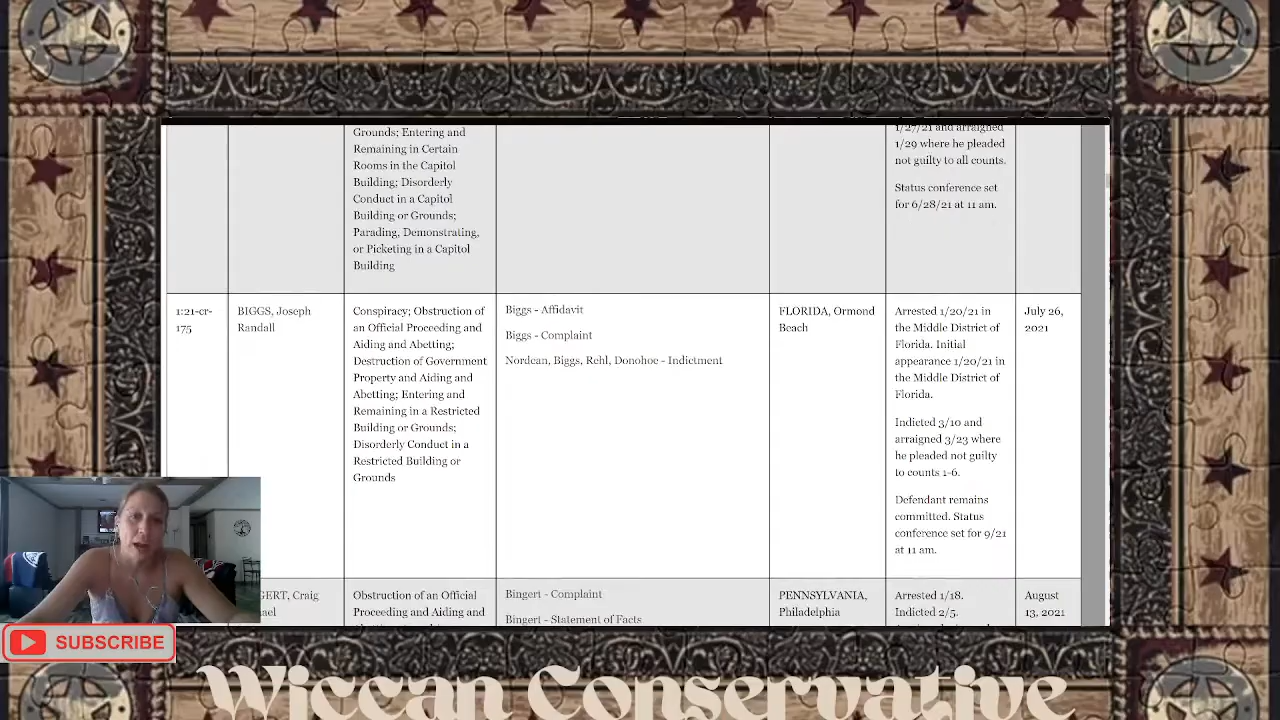 Grounds; Entering and
Remaining in Certain
Rooms in the Capitol
Building; Disorderly
Conduct in a Capitol
Building or Grounds;
Parading, Demonstrating,
or Picketing in a Capitol
Building
1/27/21 and arraigned
1/29 where he pleaded
not guilty to all counts.
Status conference set
for 6/28/21 at 11 am.
1:21-cr-
175
BIGGS, Joseph
Randall
Conspiracy; Obstruction of
an Official Proceeding and
Aiding and Abetting;
Destruction of Government
Property and Aiding and
Abetting; Entering and
Remaining in a Restricted
Building or Grounds;
Disorderly Conduct in a
Restricted Building or
Grounds
Biggs - Affidavit
Biggs - Complaint
Nordean, Biggs, Rehl, Donohoe - Indictment
FLORIDA, Ormond
Beach
Arrested 1/20/21 in
the Middle District of
Florida. Initial
appearance 1/20/21 in
the Middle District of
Florida.
Indicted 3/10 and
arraigned 3/23 where
he pleaded not guilty
to counts 1-6.
Defendant remains
committed. Status
conference set for 9/21
at 11 am.
July 26,
2021
GERT, Craig
ael
Obstruction of an Official
Proceeding and Aiding and
Bingert - Complaint
Bingert - Statement of Facts
PENNSYLVANIA,
Philadelphia
Arrested 1/18.
Indicted 2/5.
August
13, 2021
SUBSCRIBE
Wiccan Conservative